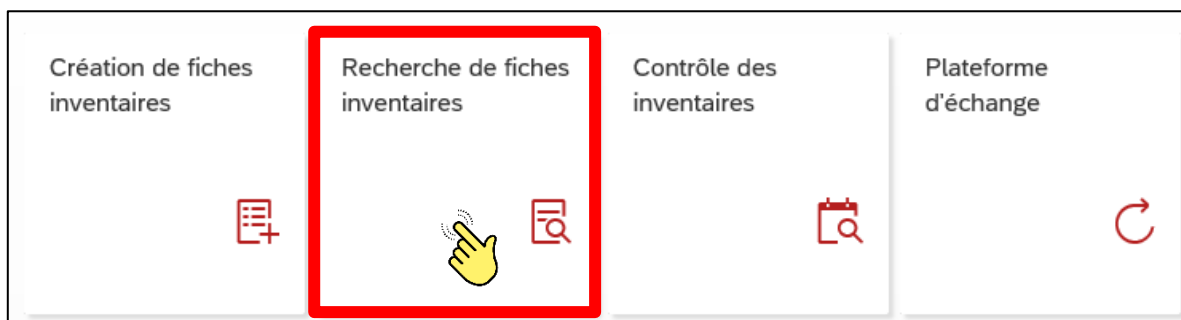 Création de fiches
inventaires
Recherche de fiches
inventaires
Contrôle des
inventaires
Plateforme
d'échange